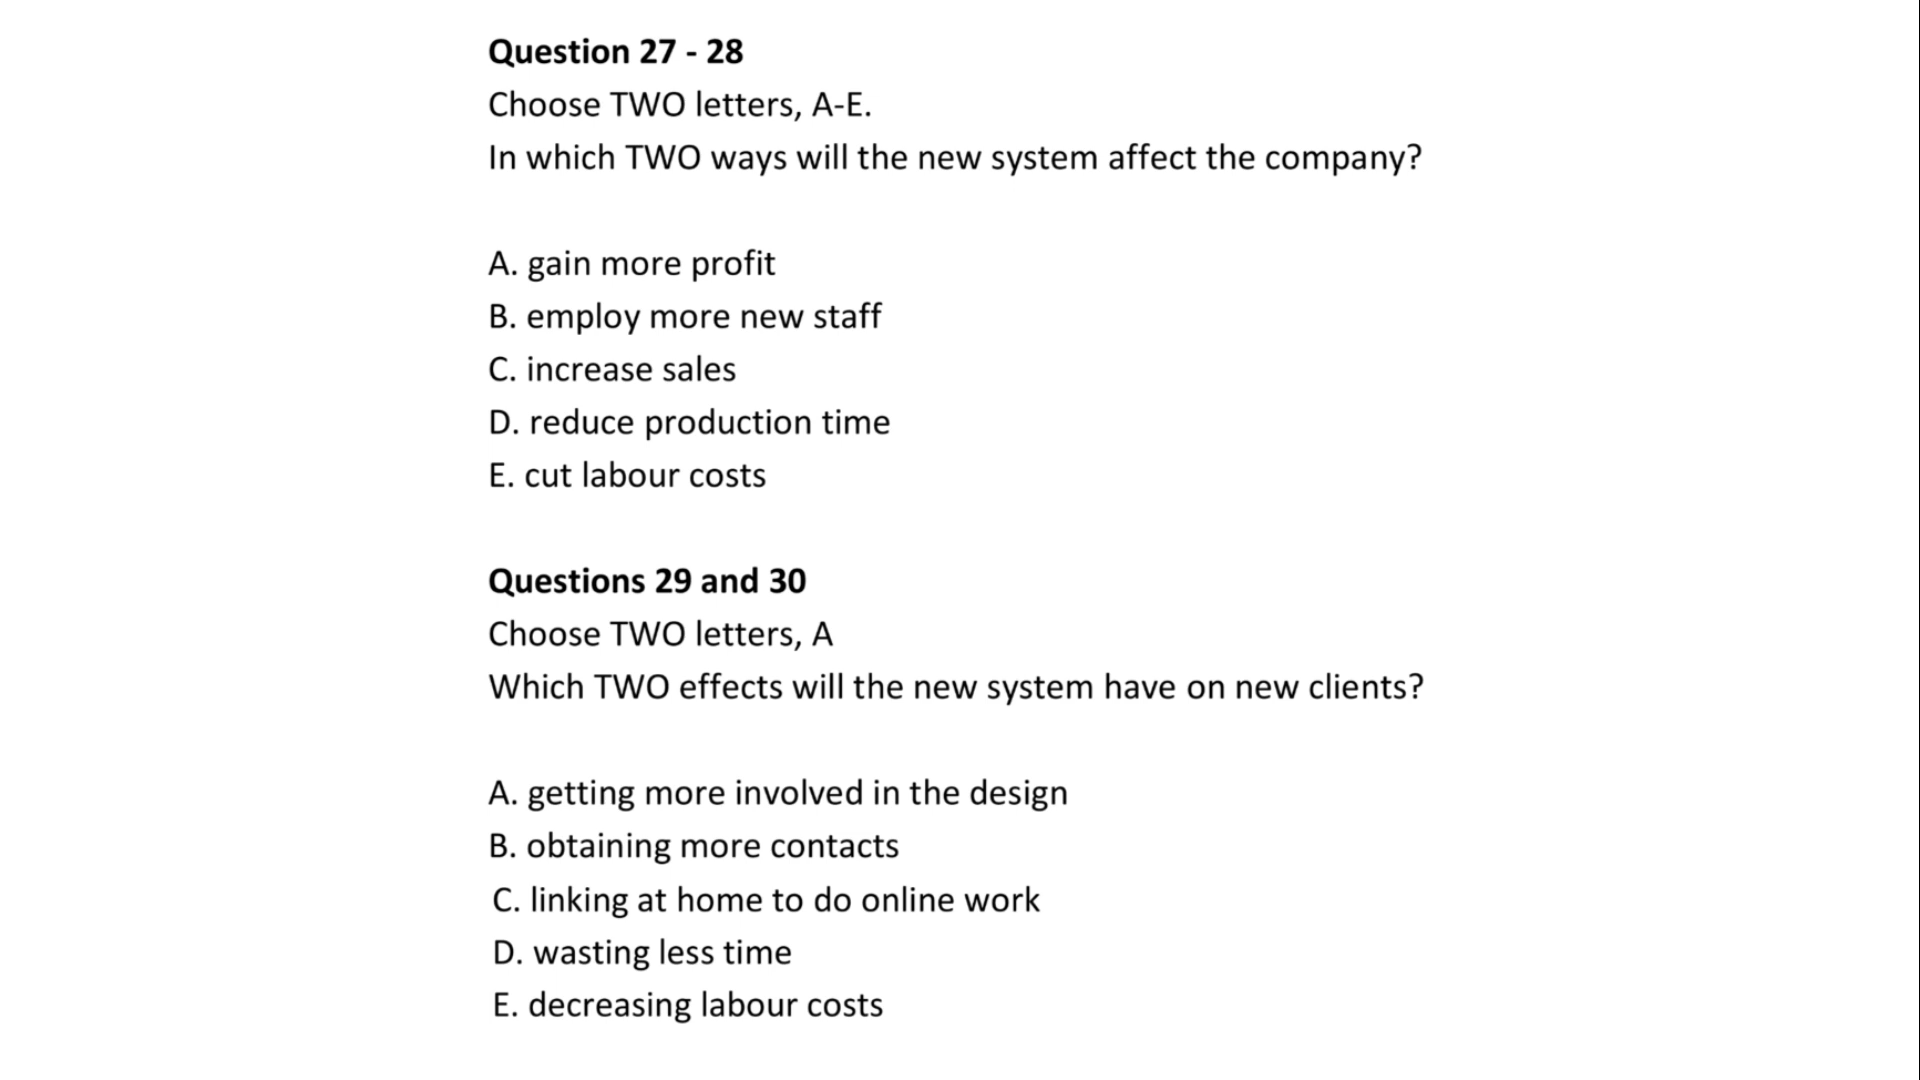 Question 27 - 28
Choose TWO letters, A-E.
In which TWO ways will the new system affect the company?
A. gain more profit
B. employ more new staff
C. increase sales
D. reduce production time
E. cut labour costs
Questions 29 and 30
Choose TWO letters, A
Which TWO effects will the new system have on new clients?
A. getting more involved in the design
B. obtaining more contacts
C. linking at home to do online work
D. wasting less time
E. decreasing labour costs